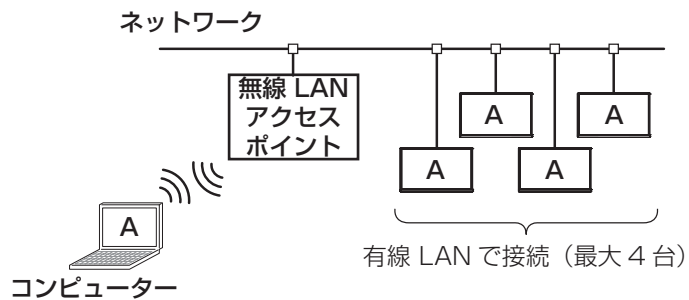 ネットワーク
無線 LAN
アクセス
ポイント
A
A
A
A
A
有線 LAN で接続（最大 4 台）
コンピューター